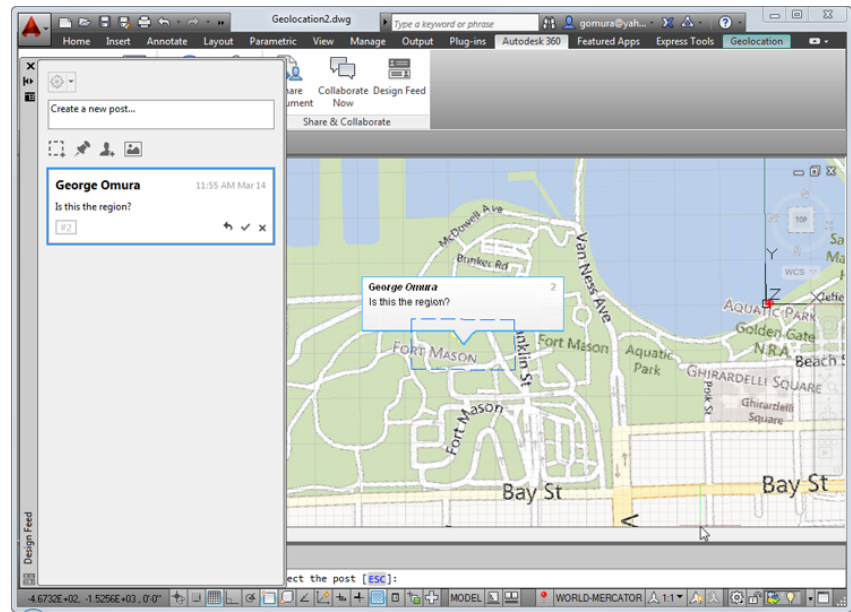 Geolocation2.dwg
Type a keyword or phrase
gomura@yah...
Home Insert Annotate Layout Parametric View Manage Output Plug-ins Autodesk 360 Featured Apps Express Tools Geolocation
Collaborate Now
Design Feed
Share & Collaborate
Create a new post...
George Omura 11:55 AM Mar 14
Is this the region?
#2
Design Feed
McDowell Ave
Bunker Rd
Van Ness Ave
George Omura 2
Is this the region?
TOP
WCS
Y
Z
X
AQUATIC PARK
Golden Gate
N.R.A.
Beach
FORT MASON
Fort Mason
Aquatic
Park
GHIRARDELLI SQUARE
Polk St
Ghirardelli
Square
Fort Mason
Bay St
Bay St
ect the post [ESC]:
-4.6732E+02, -1.5256E+03, 0'-0"
MODEL
WORLD-MERCATOR
1:1